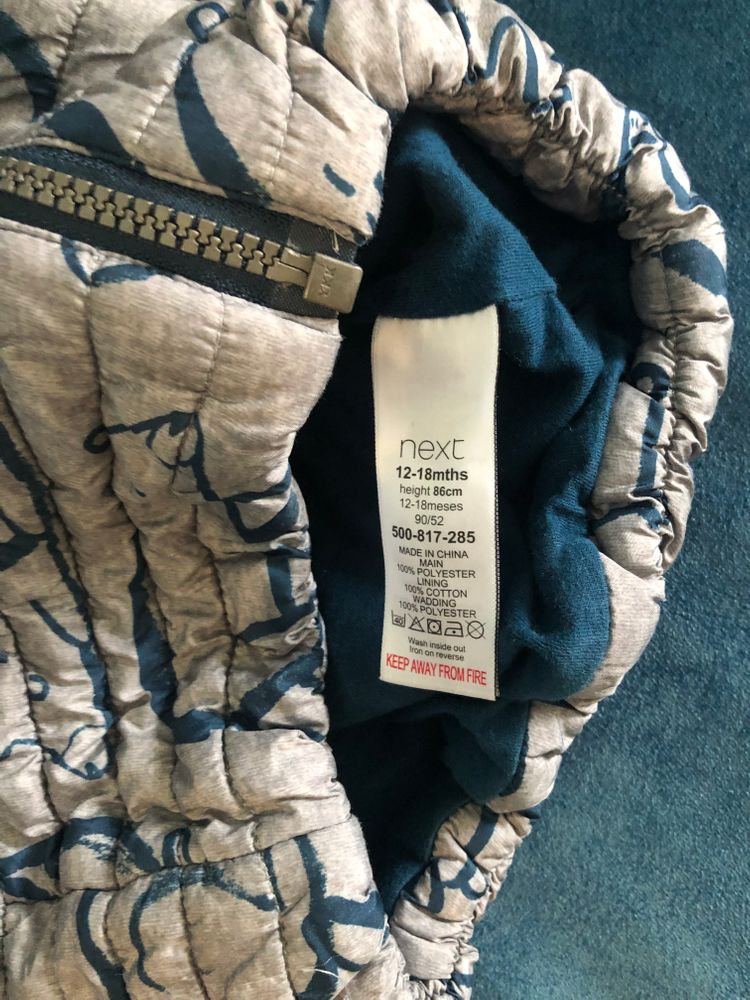 next
12-18mths
height 86cm
12-18meses
90/52
500-817-285
MADE IN CHINA
MAIN
100% POLYESTER
LINING
100% COTTON
WADDING
100% POLYESTER
40
Wash inside out
Iron on reverse
KEEP AWAY FROM FIRE